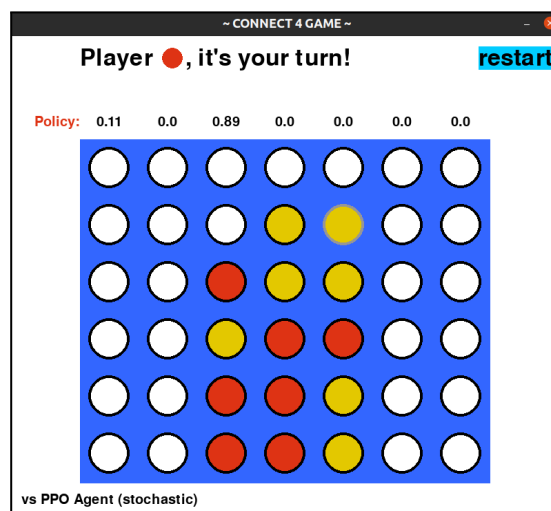 ~ CONNECT 4 GAME ~
Player , it's your turn!
restart
Policy: 0.11 0.0 0.89 0.0 0.0 0.0 0.0
vs PPO Agent (stochastic)